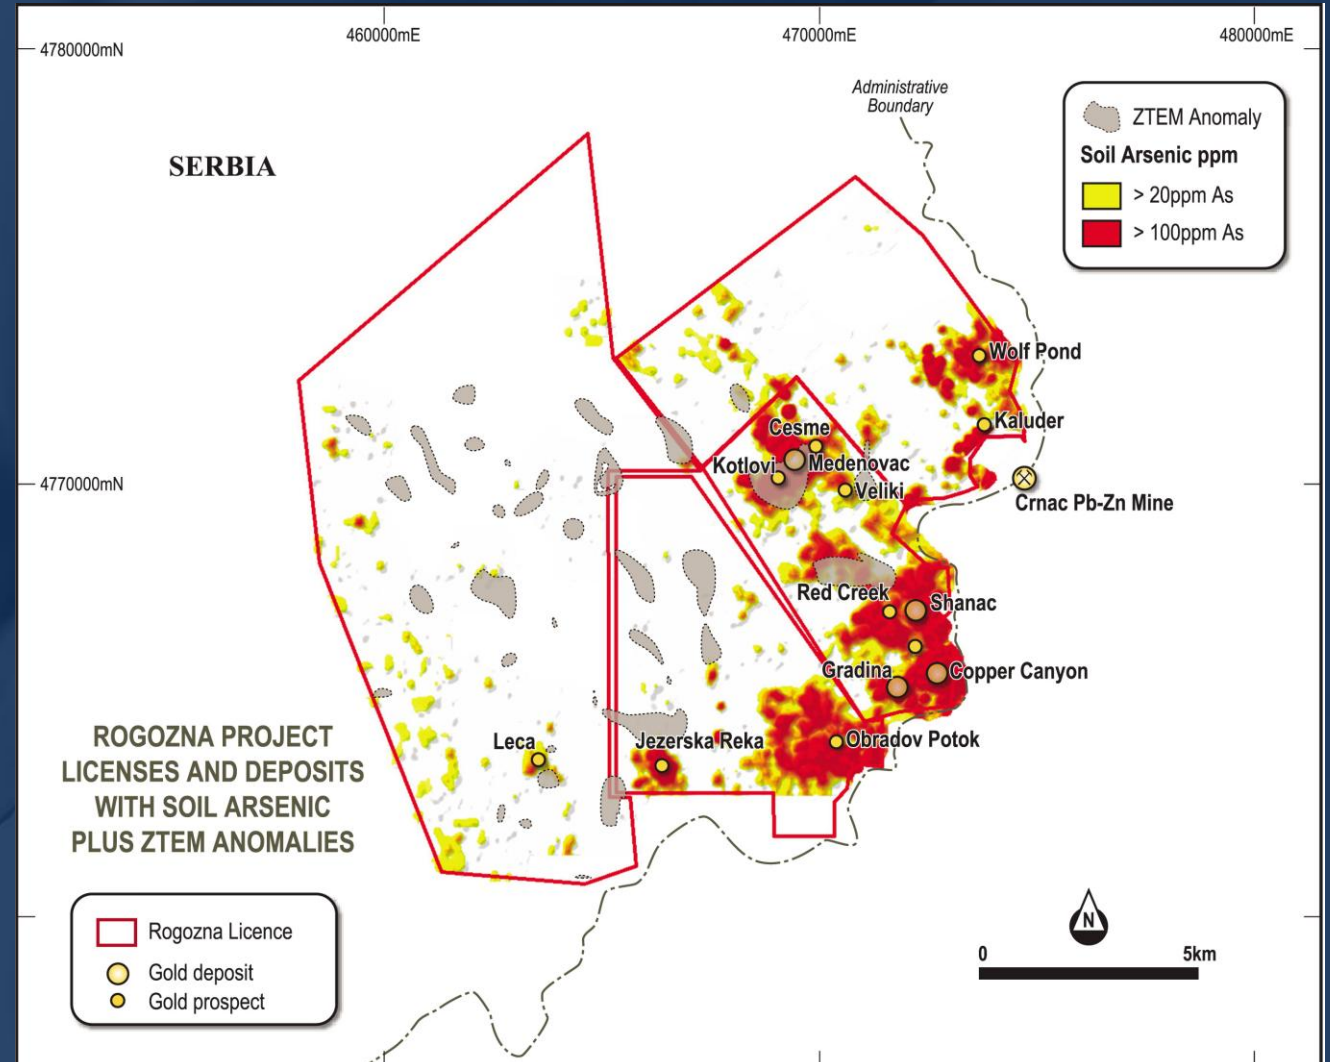 460000mE
470000mE
480000mE
4780000mN
Administrative
Boundary
ZTEM Anomaly
Soil Arsenic ppm
> 20ppm As
> 100ppm As
SERBIA
Wolf Pond
Kaluder
Cesme
Kotlovi
Medenovac
4770000mN
Veliki
Crnac Pb-Zn Mine
Red Creek
Shanac
Gradina
Copper Canyon
Leca
Jezerska Reka
Obradov Potok
ROGOZNA PROJECT
LICENSES AND DEPOSITS
WITH SOIL ARSENIC
PLUS ZTEM ANOMALIES
Rogozna Licence
Gold deposit
Gold prospect
N
0
5km